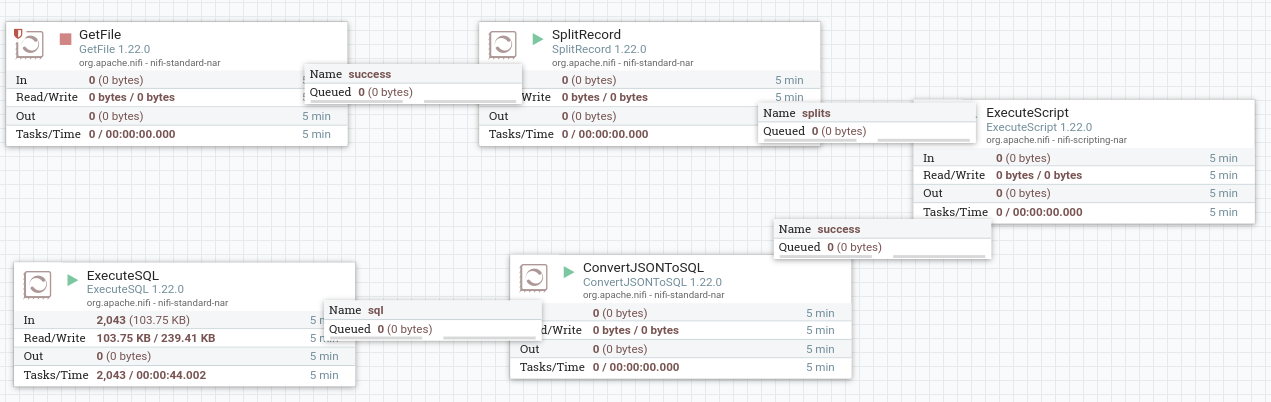 GetFile
GetFile 1.22.0
org.apache.nifi - nifi-standard-nar
In 0 (0 bytes) 5
Read/Write 0 bytes / 0 bytes
Out 0 (0 bytes) 5 min
Tasks/Time 0 / 00:00:00.000 5 min
Name success
Queued 0 (0 bytes)
SplitRecord
SplitRecord 1.22.0
org.apache.nifi - nifi-standard-nar
0 (0 bytes) 5 min
Write 0 bytes / 0 bytes 5 min
Out 0 (0 bytes)
Tasks/Time 0 / 00:00:00.000
Name splits
Queued 0 (0 bytes)
ExecuteScript
ExecuteScript 1.22.0
org.apache.nifi - nifi-scripting-nar
In 0 (0 bytes) 5 min
Read/Write 0 bytes / 0 bytes 5 min
Out 0 (0 bytes) 5 min
Tasks/Time 0 / 00:00:00.000 5 min
Name success
Queued 0 (0 bytes)
ExecuteSQL
ExecuteSQL 1.22.0
org.apache.nifi - nifi-standard-nar
In 2,043 (103.75 KB) 5
Read/Write 103.75 KB / 239.41 KB 5 min
Out 0 (0 bytes) 5 min
Tasks/Time 2,043 / 00:00:44.002 5 min
Name sql
Queued 0 (0 bytes)
ConvertJSONToSQL
ConvertJSONToSQL 1.22.0
org.apache.nifi - nifi-standard-nar
0 (0 bytes) 5 min
d/Write 0 bytes / 0 bytes 5 min
Out 0 (0 bytes) 5 min
Tasks/Time 0 / 00:00:00.000 5 min